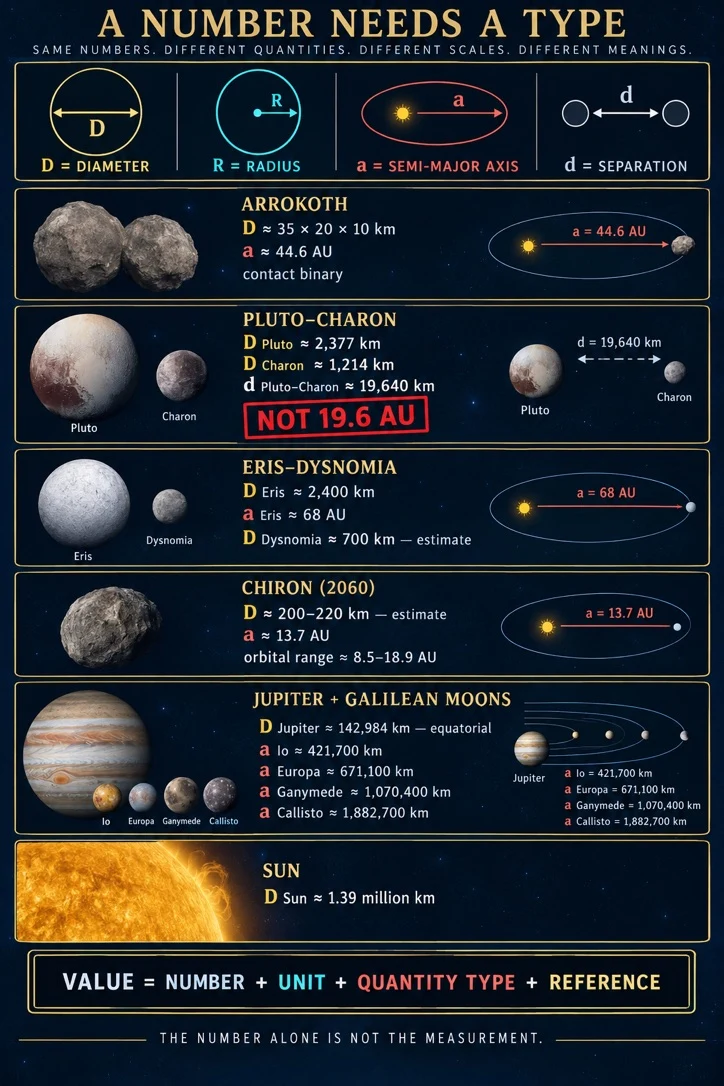 A NUMBER NEEDS A TYPE
SAME NUMBERS. DIFFERENT QUANTITIES. DIFFERENT SCALES. DIFFERENT MEANINGS.
D
D = DIAMETER
R
R = RADIUS
a
a = SEMI-MAJOR AXIS
d
d = SEPARATION
ARROKOTH
D ≈ 35 × 20 × 10 km
a ≈ 44.6 AU
contact binary
a = 44.6 AU
PLUTO–CHARON
D Pluto ≈ 2,377 km
D Charon ≈ 1,214 km
d Pluto-Charon ≈ 19,640 km
NOT 19.6 AU
Pluto
Charon
d = 19,640 km
Pluto
Charon
ERIS–DYSNOMIA
D Eris ≈ 2,400 km
a Eris ≈ 68 AU
D Dysnomia ≈ 700 km — estimate
Eris
Dysnomia
a = 68 AU
CHIRON (2060)
D ≈ 200–220 km — estimate
a ≈ 13.7 AU
orbital range ≈ 8.5–18.9 AU
a = 13.7 AU
JUPITER + GALILEAN MOONS
D Jupiter ≈ 142,984 km — equatorial
a Io ≈ 421,700 km
a Europa ≈ 671,100 km
a Ganymede ≈ 1,070,400 km
a Callisto ≈ 1,882,700 km
Io
Europa
Ganymede
Callisto
Jupiter
a Io = 421,700 km
a Europa = 671,100 km
a Ganymede = 1,070,400 km
a Callisto = 1,882,700 km
SUN
D Sun ≈ 1.39 million km
VALUE = NUMBER + UNIT + QUANTITY TYPE + REFERENCE
THE NUMBER ALONE IS NOT THE MEASUREMENT.